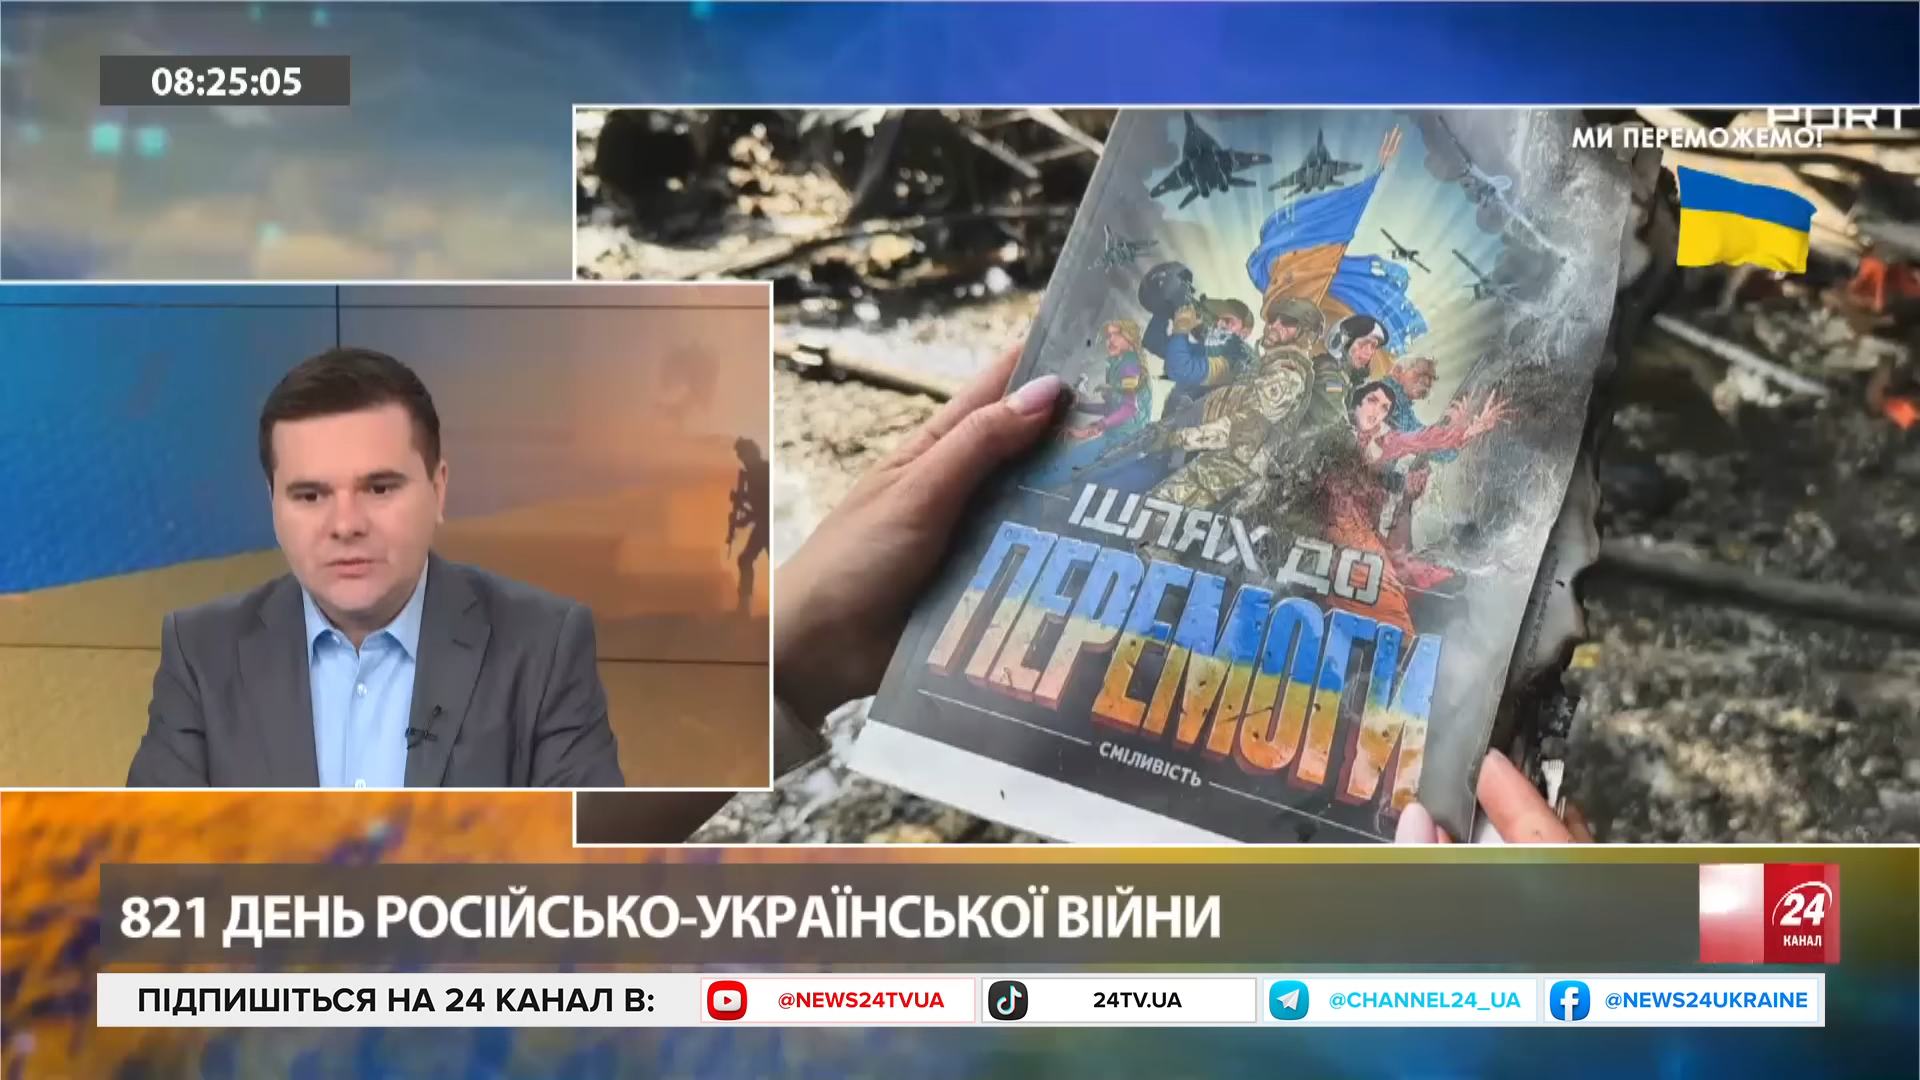 08:25:05
PORT
МИ ПЕРЕМОЖЕМО!
ШЛЯХ ДО
ПЕРЕМОГИ
СМІЛИВІСТЬ
821 ДЕНЬ РОСІЙСЬКО-УКРАЇНСЬКОЇ ВІЙНИ
24
КАНАЛ
ПІДПИШІТЬСЯ НА 24 КАНАЛ В:
@NEWS24TVUA
24TV.UA
@CHANNEL24_UA
@NEWS24UKRAINE